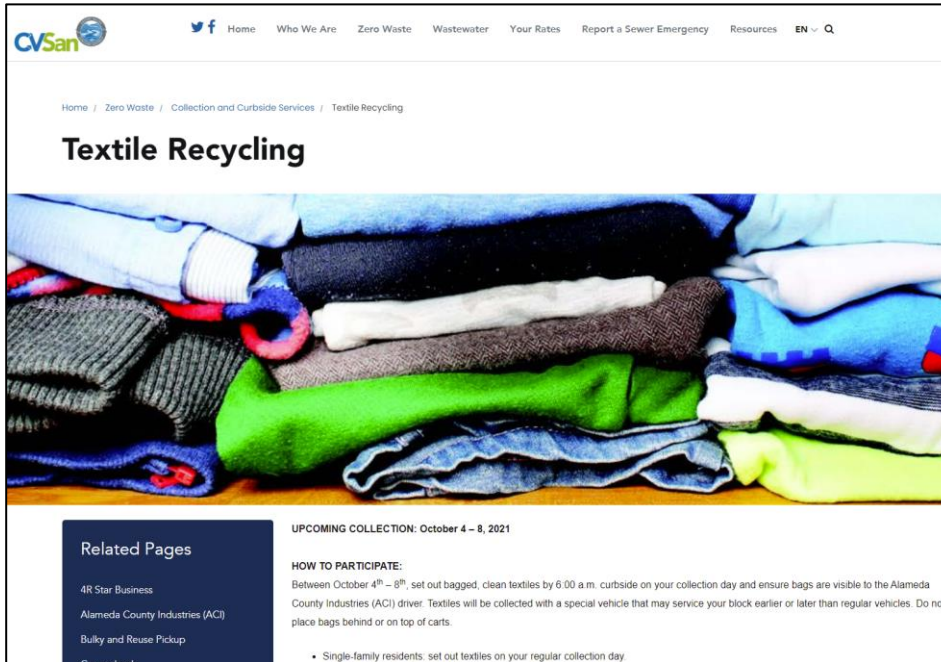 CVSan
Home Who We Are Zero Waste Wastewater Your Rates Report a Sewer Emergency Resources EN
Home / Zero Waste / Collection and Curbside Services / Textile Recycling
Textile Recycling
Related Pages
4R Star Business
Alameda County Industries (ACI)
Bulky and Reuse Pickup
UPCOMING COLLECTION: October 4 – 8, 2021
HOW TO PARTICIPATE:
Between October 4th – 8th, set out bagged, clean textiles by 6:00 a.m. curbside on your collection day and ensure bags are visible to the Alameda
County Industries (ACI) driver. Textiles will be collected with a special vehicle that may service your block earlier or later than regular vehicles. Do no
place bags behind or on top of carts.
• Single-family residents: set out textiles on your regular collection day.